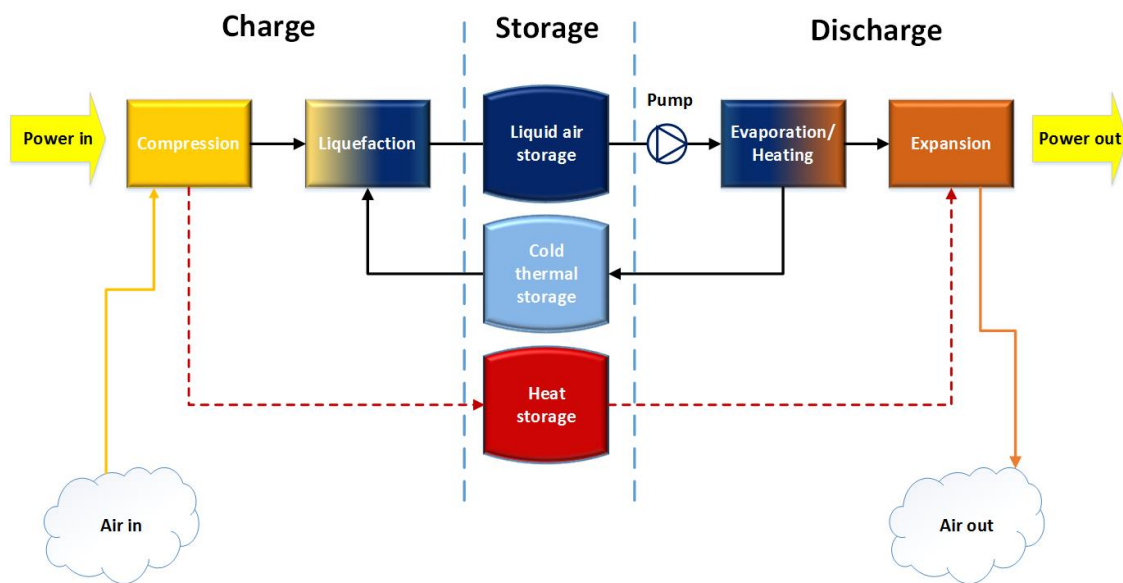 Charge
Storage
Discharge
Power in
Compression
Liquefaction
Liquid air
storage
Pump
Evaporation/
Heating
Expansion
Power out
Cold
thermal
storage
Heat
storage
Air in
Air out